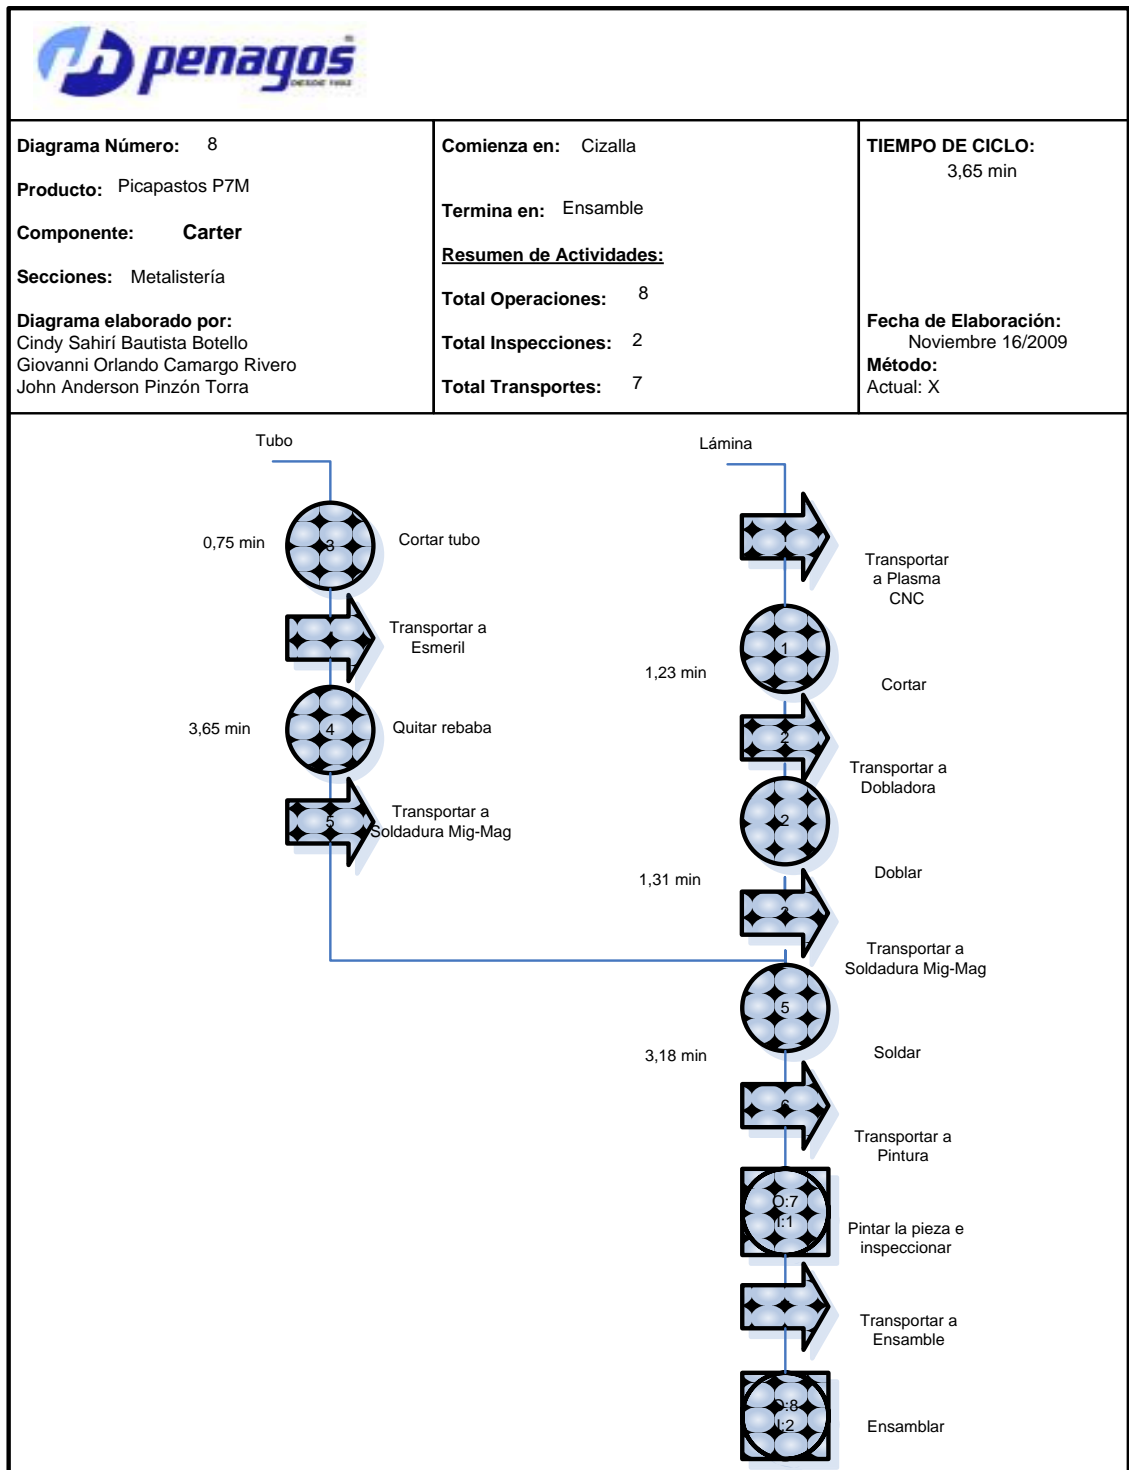 penagos
DESDE 1892
Diagrama Número: 8
Producto: Picapastos P7M
Componente: Carter
Secciones: Metalistería
Diagrama elaborado por:
Cindy Sahirí Bautista Botello
Giovanni Orlando Camargo Rivero
John Anderson Pinzón Torra
Comienza en: Cizalla
Termina en: Ensamble
Resumen de Actividades:
Total Operaciones: 8
Total Inspecciones: 2
Total Transportes: 7
TIEMPO DE CICLO:
3,65 min
Fecha de Elaboración:
Noviembre 16/2009
Método:
Actual: X
Tubo
0,75 min
3
Cortar tubo
Transportar a
Esmeril
3,65 min
4
Quitar rebaba
5
Transportar a
Soldadura Mig-Mag
Lámina
Transportar
a Plasma
CNC
1
1,23 min
Cortar
2
Transportar a
Dobladora
2
1,31 min
Doblar
3
Transportar a
Soldadura Mig-Mag
5
3,18 min
Soldar
6
Transportar a
Pintura
O:7
I:1
Pintar la pieza e
inspeccionar
Transportar a
Ensamble
O:8
I:2
Ensamblar